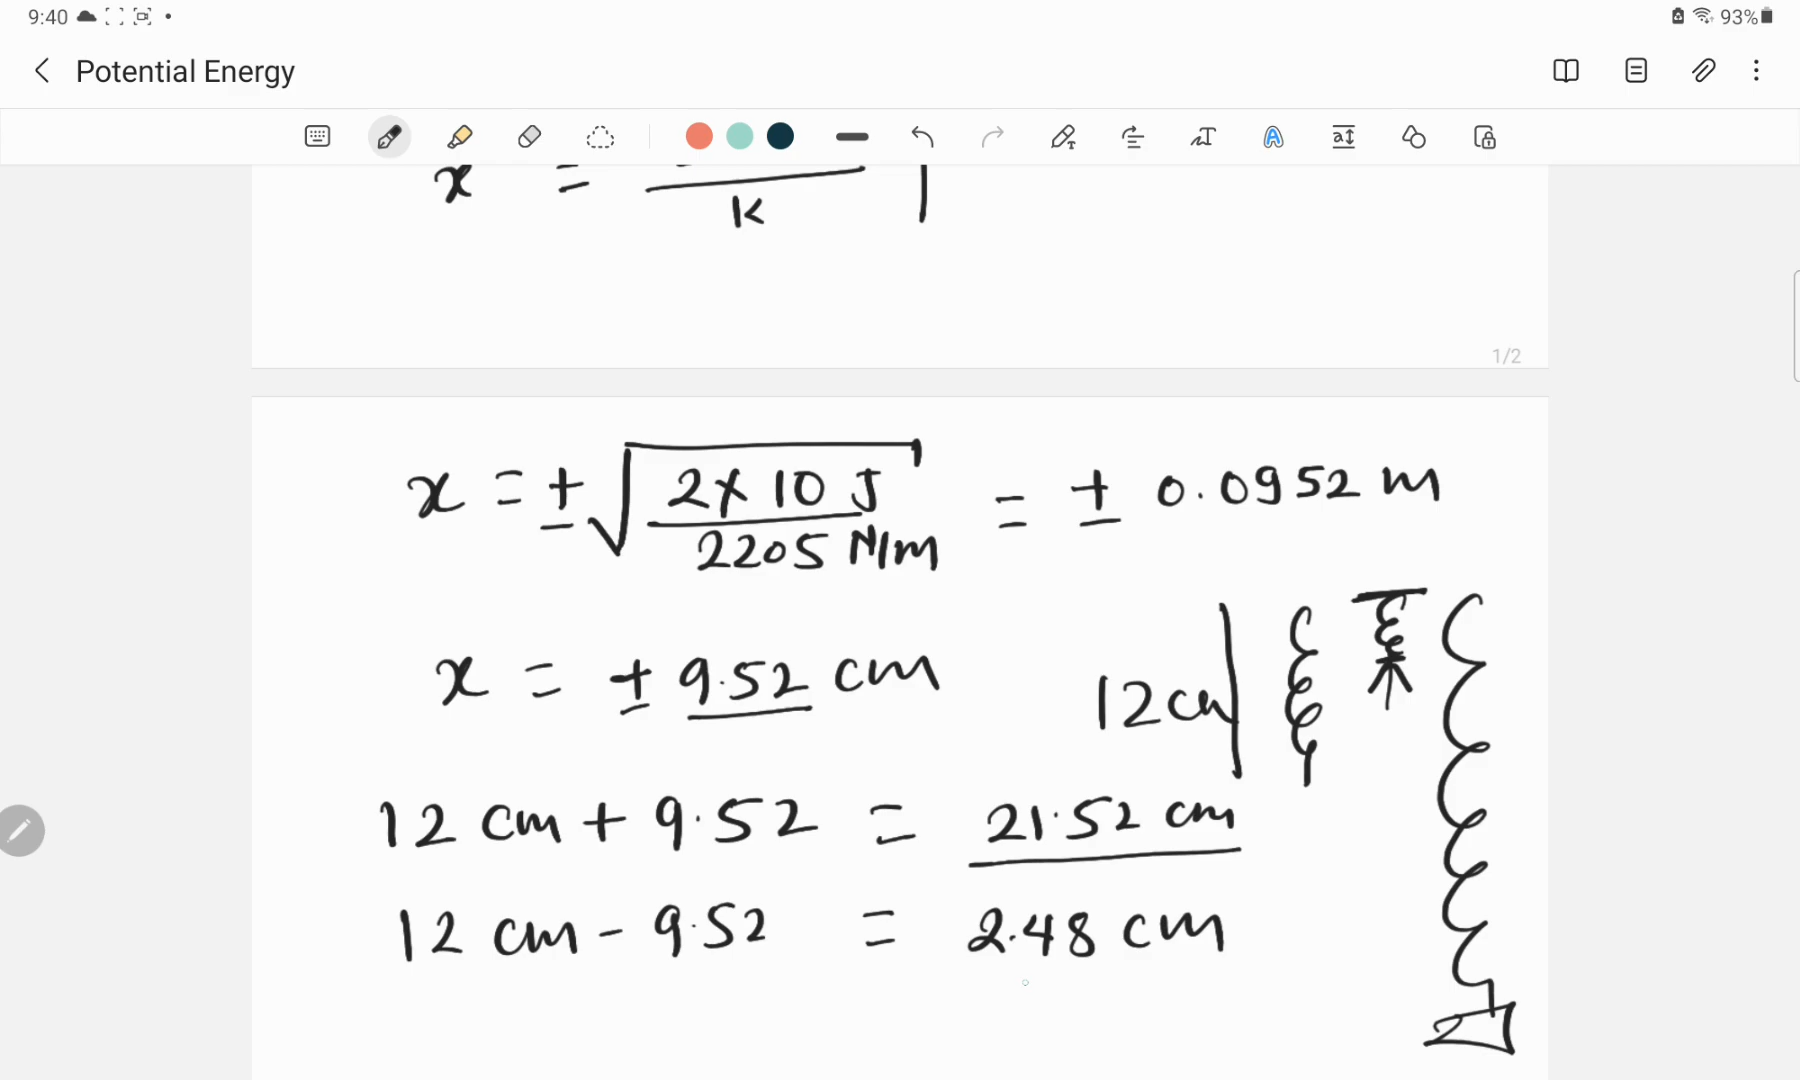 9:40 93%
Potential Energy
x = K
1/2
x = ± √ 2 × 10 J / 2205 N/m = ± 0.0952 m
x = ± 9.52 cm
12 cm
12 cm + 9.52 = 21.52 cm
12 cm - 9.52 = 2.48 cm